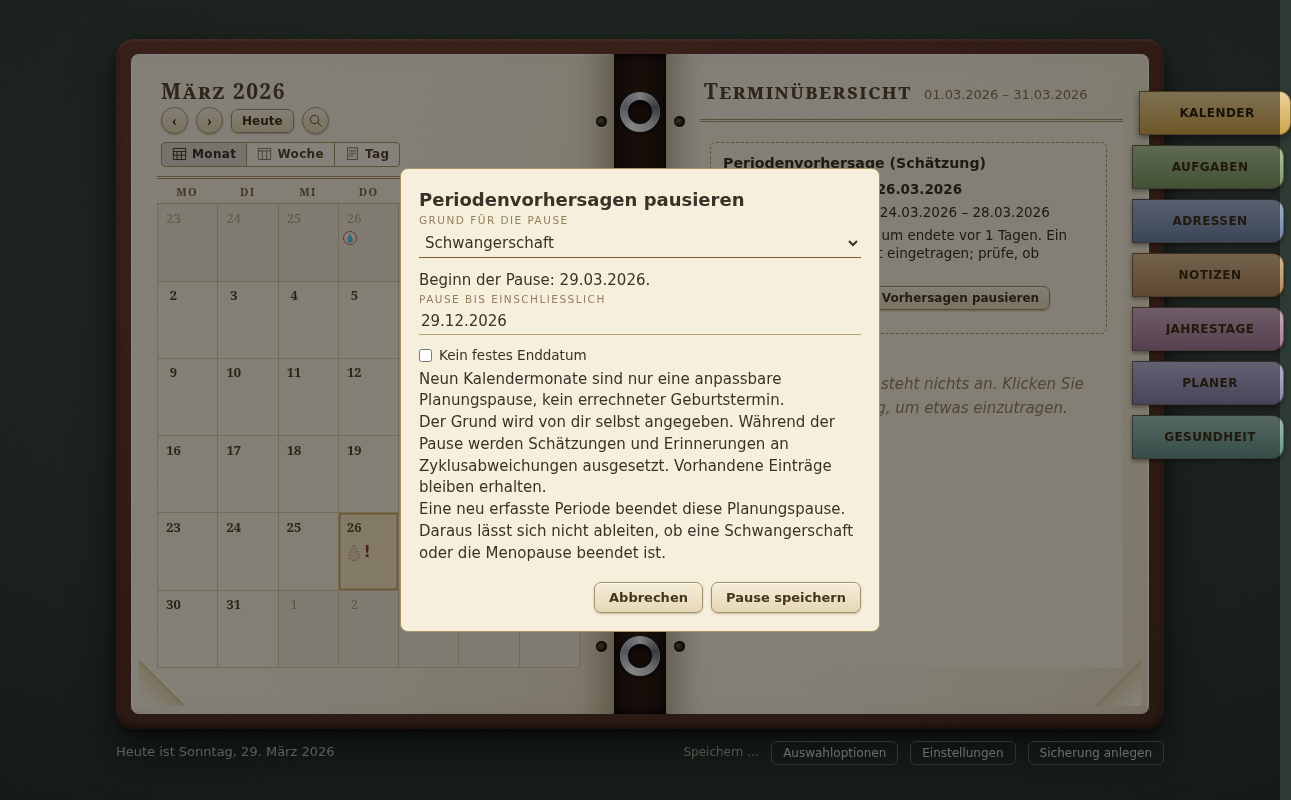 März 2026
‹ › Heute
Monat Woche Tag
MO DI MI DO
23 24 25 26
2 3 4 5
9 10 11 12
16 17 18 19
23 24 25 26
!
30 31 1 2
Terminübersicht 01.03.2026 – 31.03.2026
Periodenvorhersage (Schätzung)
26.03.2026
24.03.2026 – 28.03.2026
endete vor 1 Tagen. Ein
eingetragen; prüfe, ob
Vorhersagen pausieren
steht nichts an. Klicken Sie
um etwas einzutragen.
Periodenvorhersagen pausieren
GRUND FÜR DIE PAUSE
Schwangerschaft
Beginn der Pause: 29.03.2026.
PAUSE BIS EINSCHLIESSLICH
29.12.2026
Kein festes Enddatum
Neun Kalendermonate sind nur eine anpassbare
Planungspause, kein errechneter Geburtstermin.
Der Grund wird von dir selbst angegeben. Während der
Pause werden Schätzungen und Erinnerungen an
Zyklusabweichungen ausgesetzt. Vorhandene Einträge
bleiben erhalten.
Eine neu erfasste Periode beendet diese Planungspause.
Daraus lässt sich nicht ableiten, ob eine Schwangerschaft
oder die Menopause beendet ist.
Abbrechen Pause speichern
KALENDER
AUFGABEN
ADRESSEN
NOTIZEN
JAHRESTAGE
PLANER
GESUNDHEIT
Heute ist Sonntag, 29. März 2026
Speichern … Auswahloptionen Einstellungen Sicherung anlegen